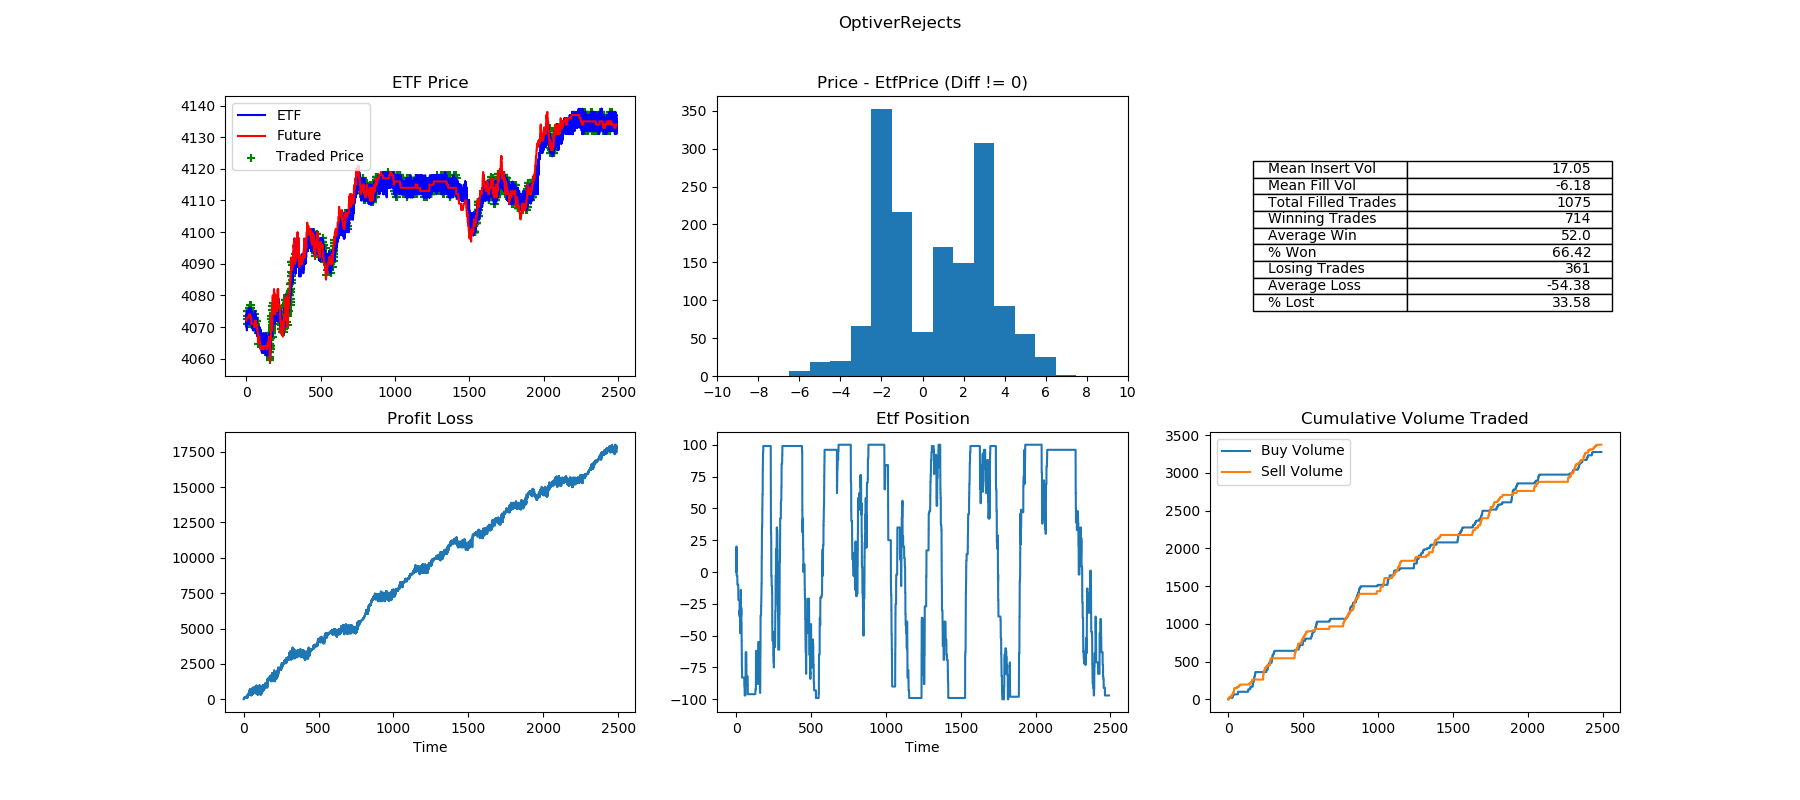 OptiverRejects
ETF Price
4140
4130
4120
4110
4100
4090
4080
4070
4060
ETF
Future
Traded Price
0 500 1000 1500 2000 2500
Price - EtfPrice (Diff != 0)
350
300
250
200
150
100
50
0
−10 −8 −6 −4 −2 0 2 4 6 8 10
Mean Insert Vol 17.05
Mean Fill Vol -6.18
Total Filled Trades 1075
Winning Trades 714
Average Win 52.0
% Won 66.42
Losing Trades 361
Average Loss -54.38
% Lost 33.58
Profit Loss
17500
15000
12500
10000
7500
5000
2500
0
0 500 1000 1500 2000 2500
Time
Etf Position
100
75
50
25
0
−25
−50
−75
−100
0 500 1000 1500 2000 2500
Time
Cumulative Volume Traded
3500
3000
2500
2000
1500
1000
500
0
Buy Volume
Sell Volume
0 500 1000 1500 2000 2500